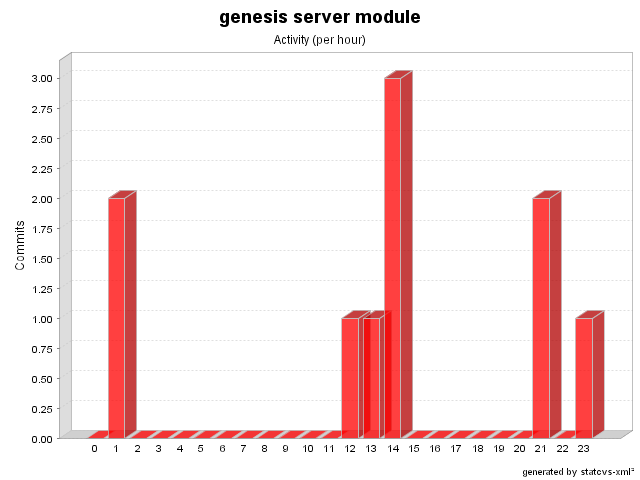 genesis server module
Activity (per hour)
3.00
2.75
2.50
2.25
2.00
1.75
1.50
1.25
1.00
0.75
0.50
0.25
0.00
Commits
0 1 2 3 4 5 6 7 8 9 10 11 12 13 14 15 16 17 18 19 20 21 22 23
generated by statcvs-xml²